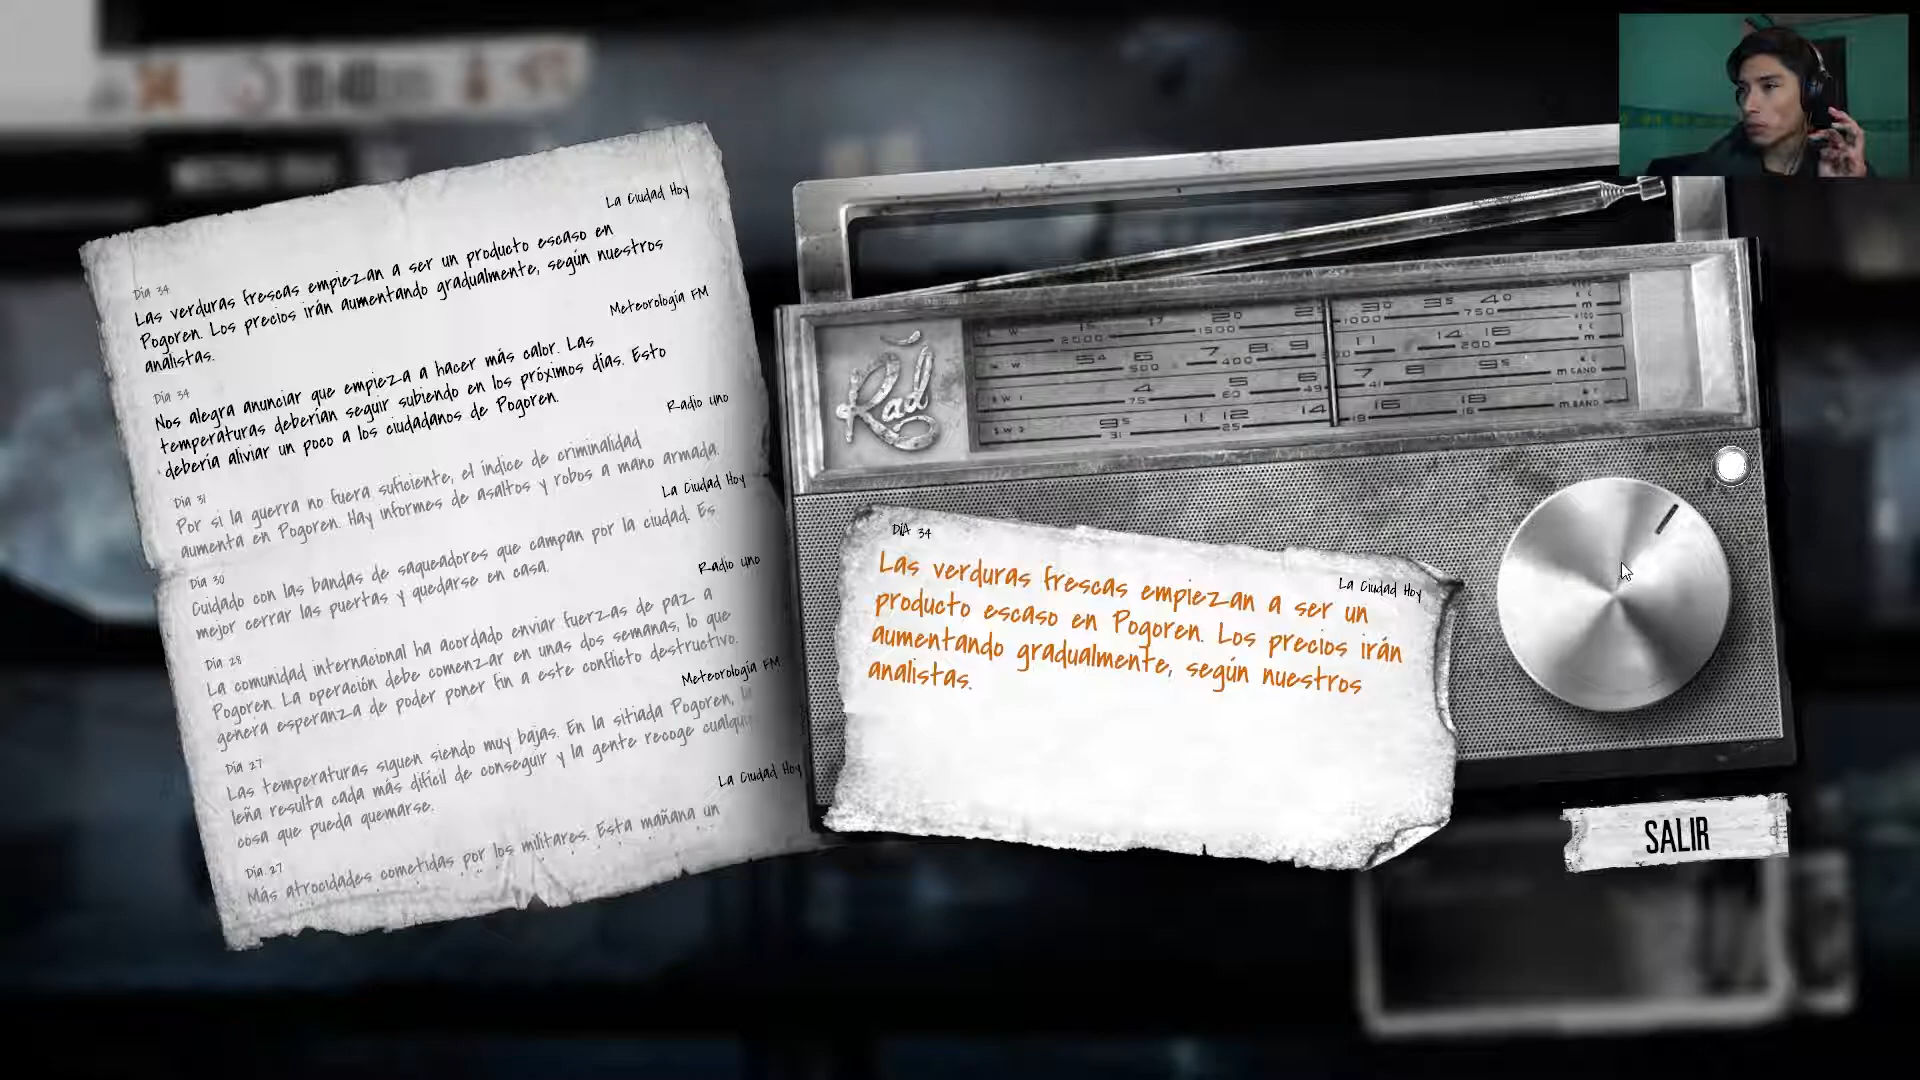 La Ciudad Hoy
Día 34
Las verduras frescas empiezan a ser un producto escaso en
Pogoren. Los precios irán aumentando gradualmente, según nuestros
analistas.
Meteorología FM
Día 34
Nos alegra anunciar que empieza a hacer más calor. Las
temperaturas deberían seguir subiendo en los próximos días. Esto
debería aliviar un poco a los ciudadanos de Pogoren.
Radio Uno
Día 31
Por si la guerra no fuera suficiente, el índice de criminalidad
aumenta en Pogoren. Hay informes de asaltos y robos a mano armada.
La Ciudad Hoy
Día 30
Cuidado con las bandas de saqueadores que campan por la ciudad. Es
mejor cerrar las puertas y quedarse en casa.
Radio Uno
Día 28
La comunidad internacional ha acordado enviar fuerzas de paz a
Pogoren. La operación debe comenzar en unas dos semanas, lo que
genera esperanza de poder poner fin a este conflicto destructivo.
Meteorología FM
Día 27
Las temperaturas siguen siendo muy bajas. En la sitiada Pogoren, la
leña resulta cada más difícil de conseguir y la gente recoge cualquier
cosa que pueda quemarse.
La Ciudad Hoy
Día 27
Más atrocidades cometidas por los militares. Esta mañana un
Rad
DÍA 34
La Ciudad Hoy
Las verduras frescas empiezan a ser un
producto escaso en Pogoren. Los precios irán
aumentando gradualmente, según nuestros
analistas.
SALIR